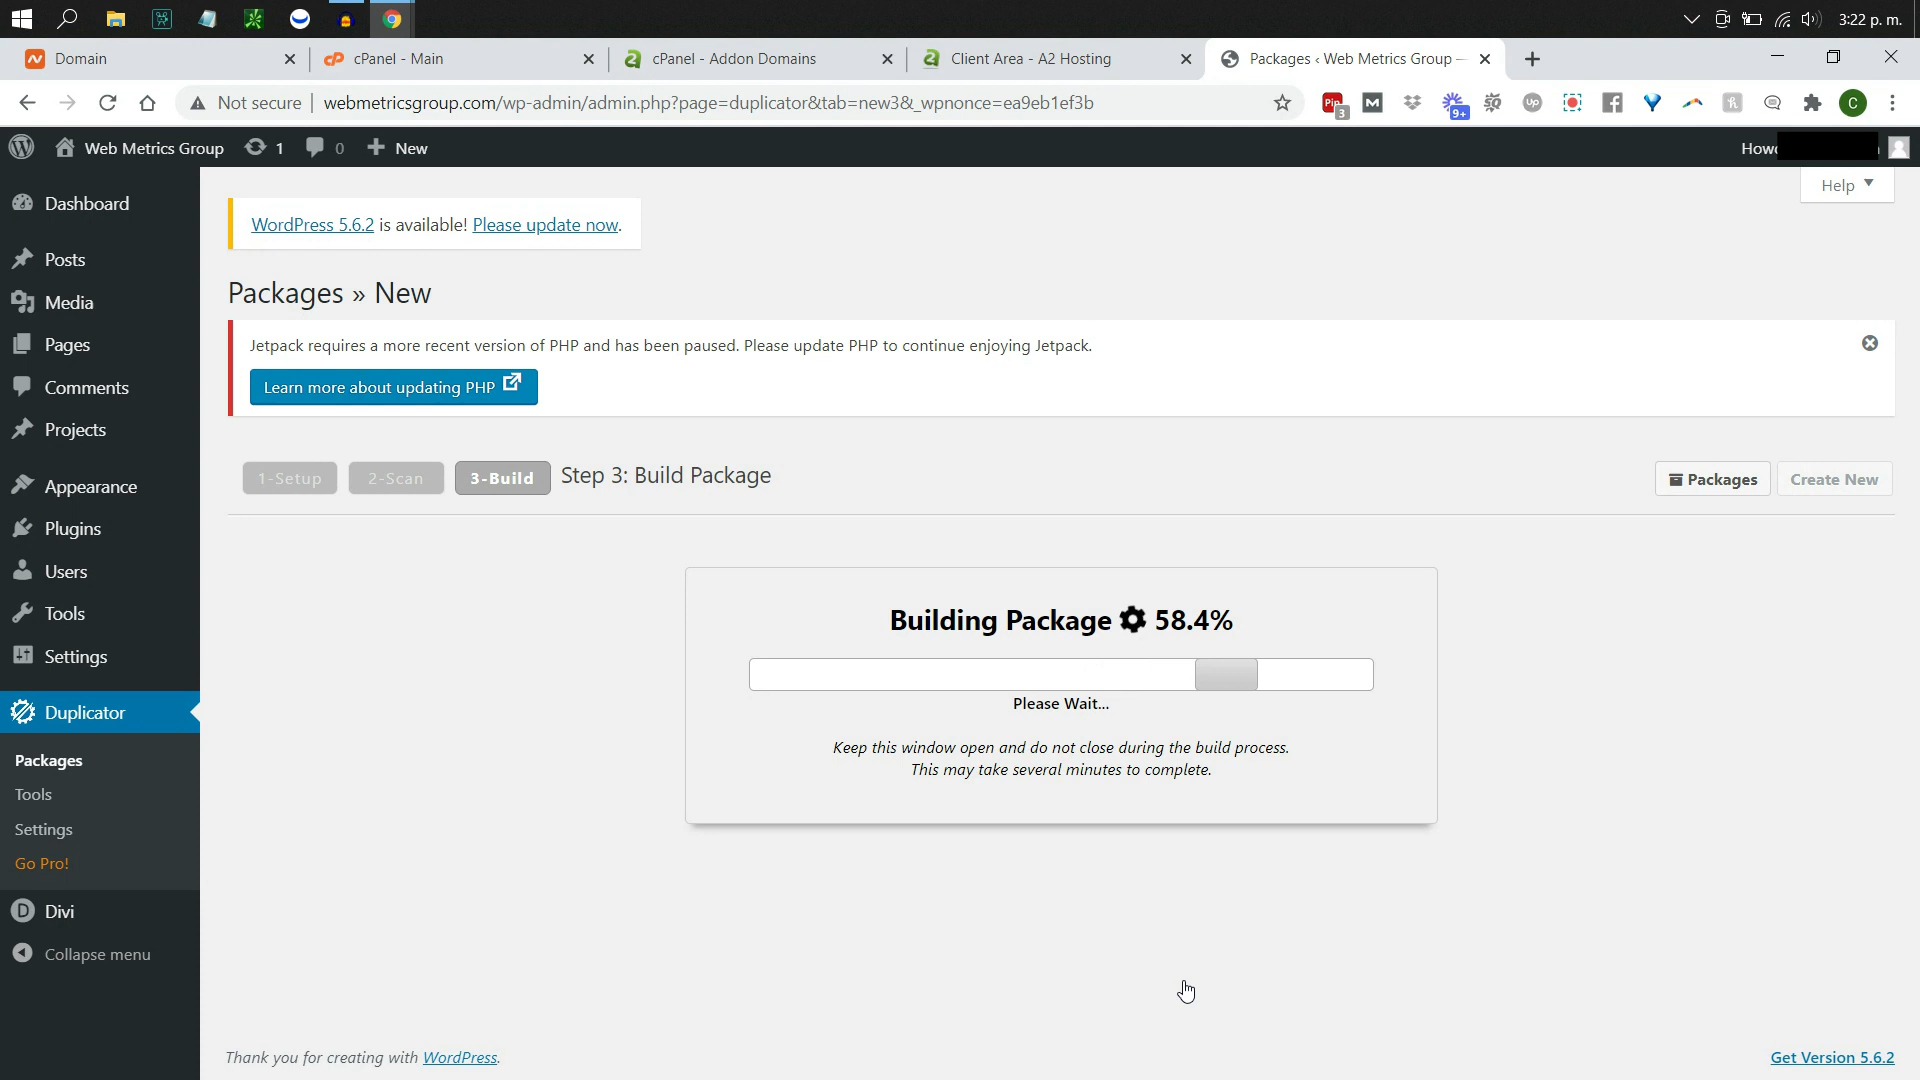 3:22 p. m.
Domain
cPanel - Main
cPanel - Addon Domains
Client Area - A2 Hosting
Packages ‹ Web Metrics Group —
Not secure
webmetricsgroup.com/wp-admin/admin.php?page=duplicator&tab=new3&_wpnonce=ea9eb1ef3b
3
9+
C
Web Metrics Group
1
0
New
How
Help
Dashboard
Posts
Media
Pages
Comments
Projects
Appearance
Plugins
Users
Tools
Settings
Duplicator
Packages
Tools
Settings
Go Pro!
Divi
Collapse menu
WordPress 5.6.2 is available! Please update now.
Packages » New
Jetpack requires a more recent version of PHP and has been paused. Please update PHP to continue enjoying Jetpack.
Learn more about updating PHP
1-Setup
2-Scan
3-Build
Step 3: Build Package
Packages
Create New
Building Package 58.4%
Please Wait...
Keep this window open and do not close during the build process.
This may take several minutes to complete.
Thank you for creating with WordPress.
Get Version 5.6.2